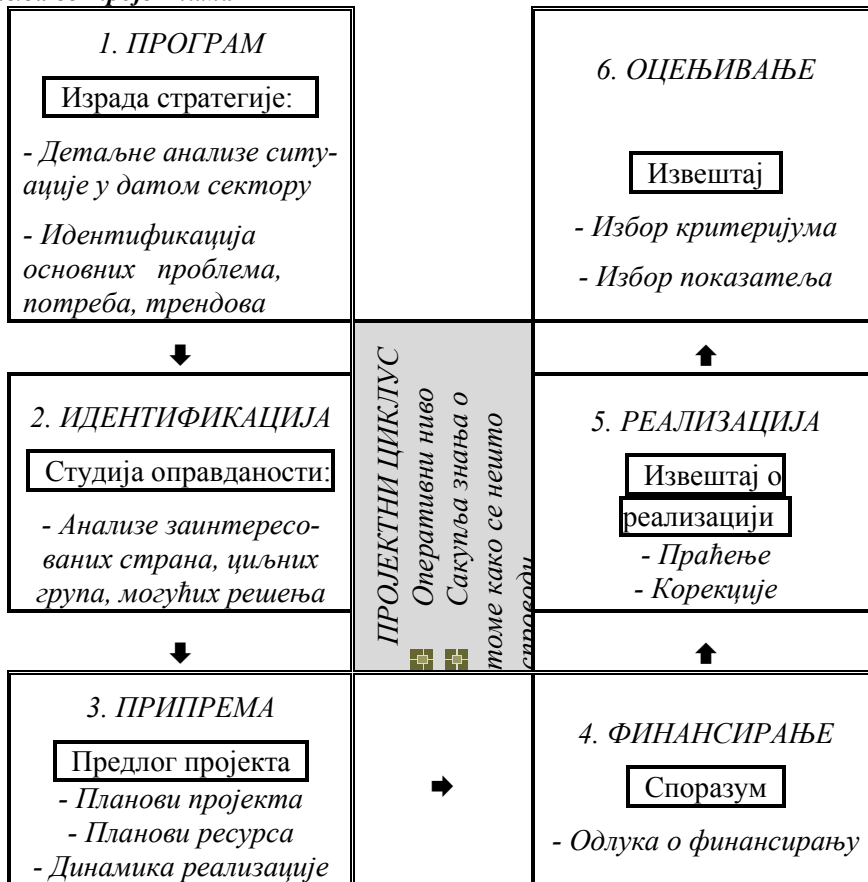 1. ПРОГРАМ
Израда стратегије:
- Детаљне анализе ситу-
ације у датом сектору
- Идентификација
основних проблема,
потреба, трендова
2. ИДЕНТИФИКАЦИЈА
Студија оправданости:
- Анализе заинтересо-
ваних страна, циљних
група, могућих решења
3. ПРИПРЕМА
Предлог пројекта
- Планови пројекта
- Планови ресурса
- Динамика реализације
ПРОЈЕКТНИ ЦИКЛУС
Оперативни ниво
Сакупља знања о
томе како се нешто
спроводи
4. ФИНАНСИРАЊЕ
Споразум
- Одлука о финансирању
5. РЕАЛИЗАЦИЈА
Извештај о
реализацији
- Праћење
- Корекције
6. ОЦЕЊИВАЊЕ
Извештај
- Избор критеријума
- Избор показатеља